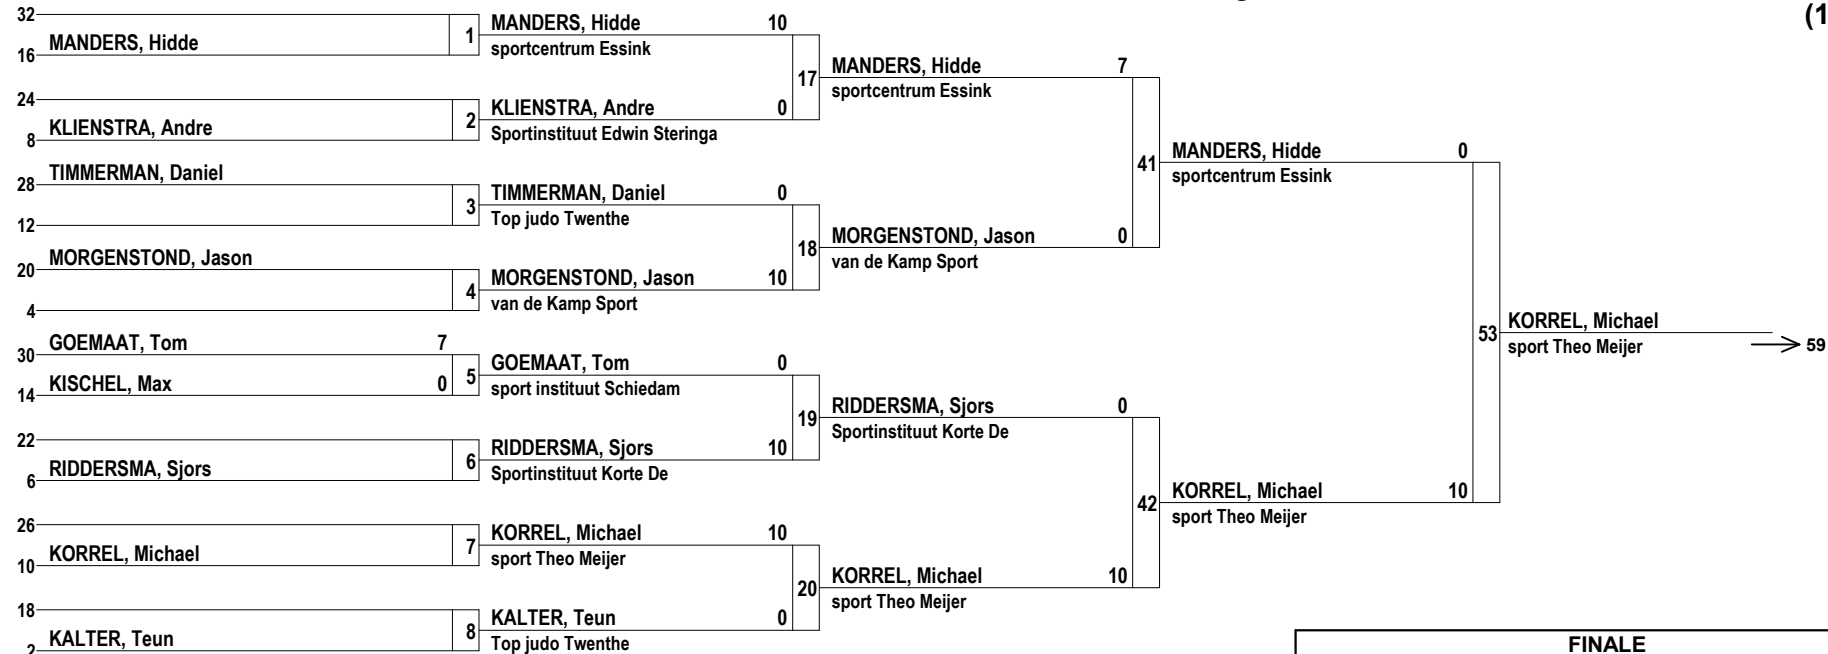 (1
32
MANDERS, Hidde
16
1
MANDERS, Hidde 10
sportcentrum Essink
24
KLIENSTRA, Andre
8
2
KLIENSTRA, Andre 0
Sportinstituut Edwin Steringa
17
MANDERS, Hidde 7
sportcentrum Essink
28 TIMMERMAN, Daniel
12
3
TIMMERMAN, Daniel 0
Top judo Twenthe
20 MORGENSTOND, Jason
4
4
MORGENSTOND, Jason 10
van de Kamp Sport
18
MORGENSTOND, Jason 0
van de Kamp Sport
41
MANDERS, Hidde 0
sportcentrum Essink
30 GOEMAAT, Tom 7
14 KISCHEL, Max 0
5
GOEMAAT, Tom 0
sport instituut Schiedam
22
6 RIDDERSMA, Sjors
6
RIDDERSMA, Sjors 10
Sportinstituut Korte De
19
RIDDERSMA, Sjors 0
Sportinstituut Korte De
26
10 KORREL, Michael
7
KORREL, Michael 10
sport Theo Meijer
18
2 KALTER, Teun
8
KALTER, Teun 0
Top judo Twenthe
20
KORREL, Michael 10
sport Theo Meijer
42
KORREL, Michael 10
sport Theo Meijer
53
KORREL, Michael
sport Theo Meijer
59
FINALE